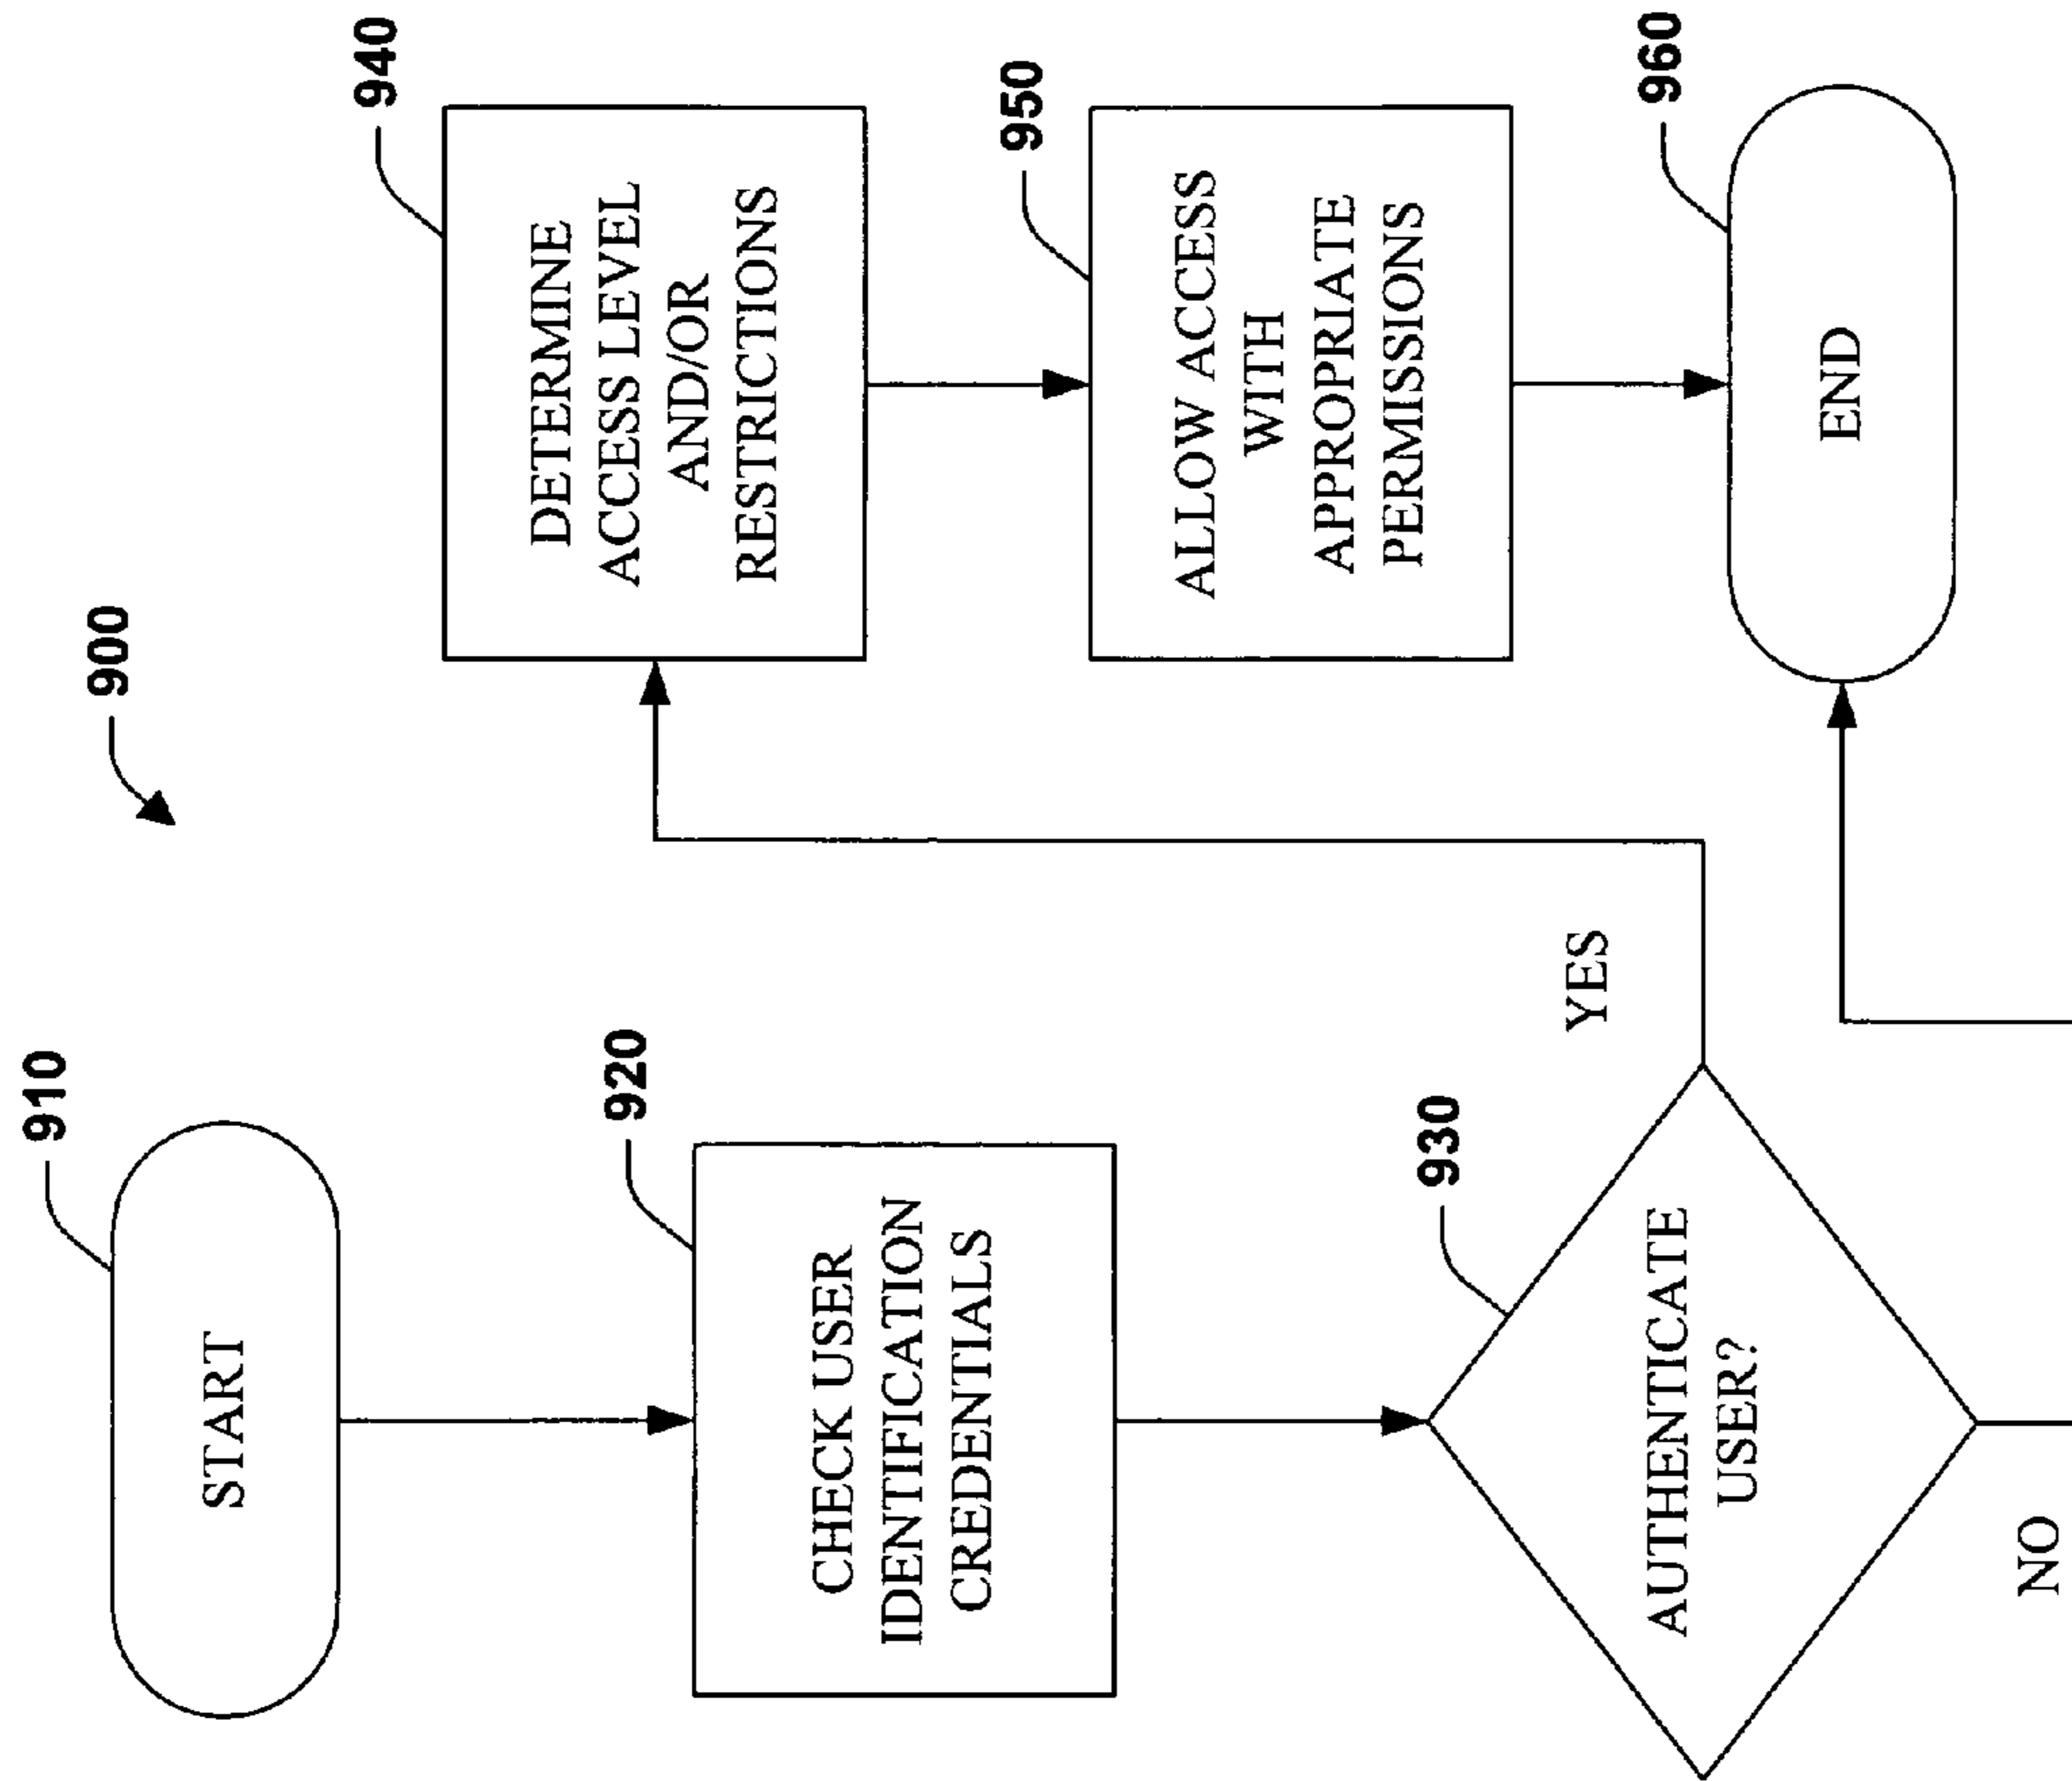 900
910
START
920
CHECK USER
IDENTIFICATION
CREDENTIALS
930
AUTHENTICATE
USER?
YES
NO
940
DETERMINE
ACCESS LEVEL
AND/OR
RESTRICTIONS
950
ALLOW ACCESS
WITH
APPROPRIATE
PERMISSIONS
960
END